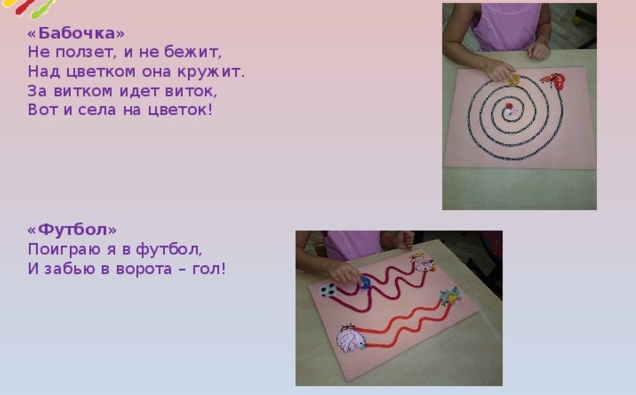 «Бабочка»
Не ползет, и не бежит,
Над цветком она кружит.
За витком идет виток,
Вот и села на цветок!
«Футбол»
Поиграю я в футбол,
И забью в ворота – гол!